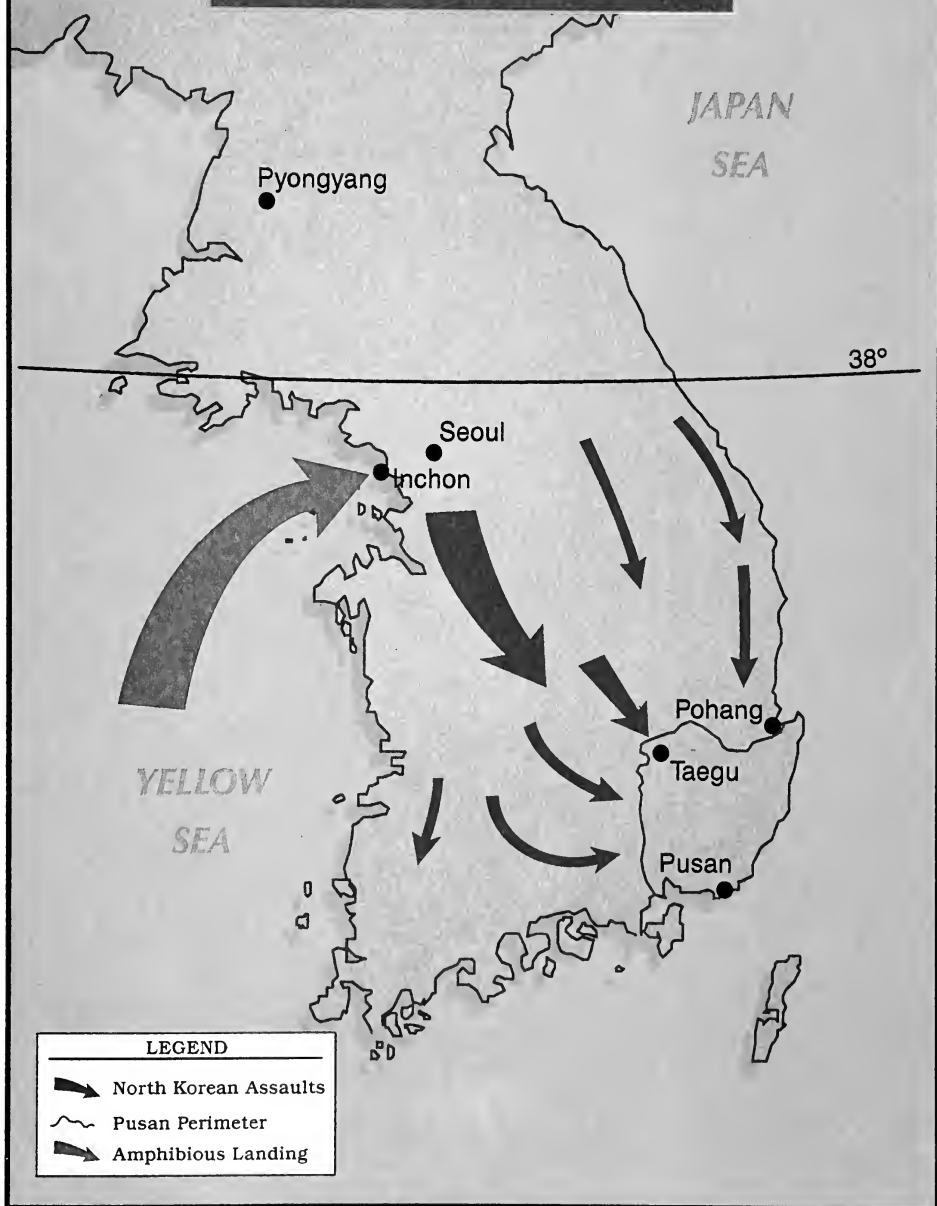 JAPAN
SEA
Pyongyang
38°
Seoul
Inchon
Pohang
Taegu
YELLOW
SEA
Pusan
LEGEND
North Korean Assaults
Pusan Perimeter
Amphibious Landing